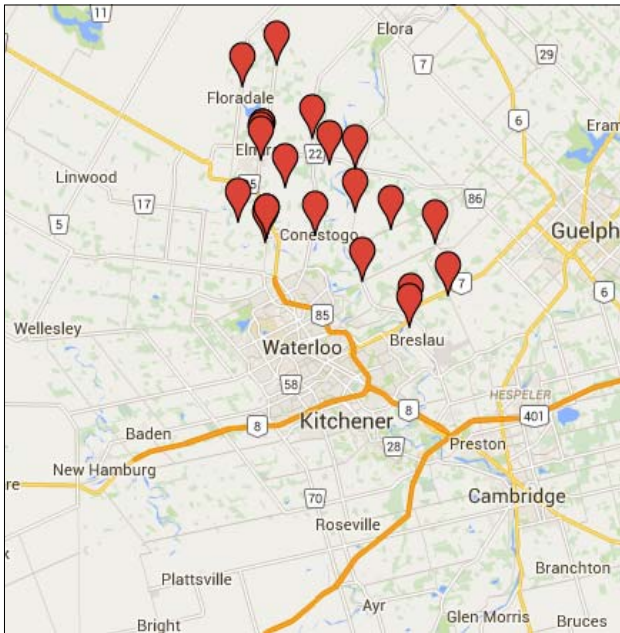 11
Elora
7
29
Floradale
6
Elmira
22
Eram
Linwood
17
86
5
Conestogo
Guelph
7
6
85
Wellesley
Breslau
Waterloo
58
HESPELER
8
401
8
Kitchener
Baden
28
Preston
New Hamburg
re
70
Cambridge
Roseville
Plattsville
Branchton
Ayr
Glen Morris
Bruces
Bright